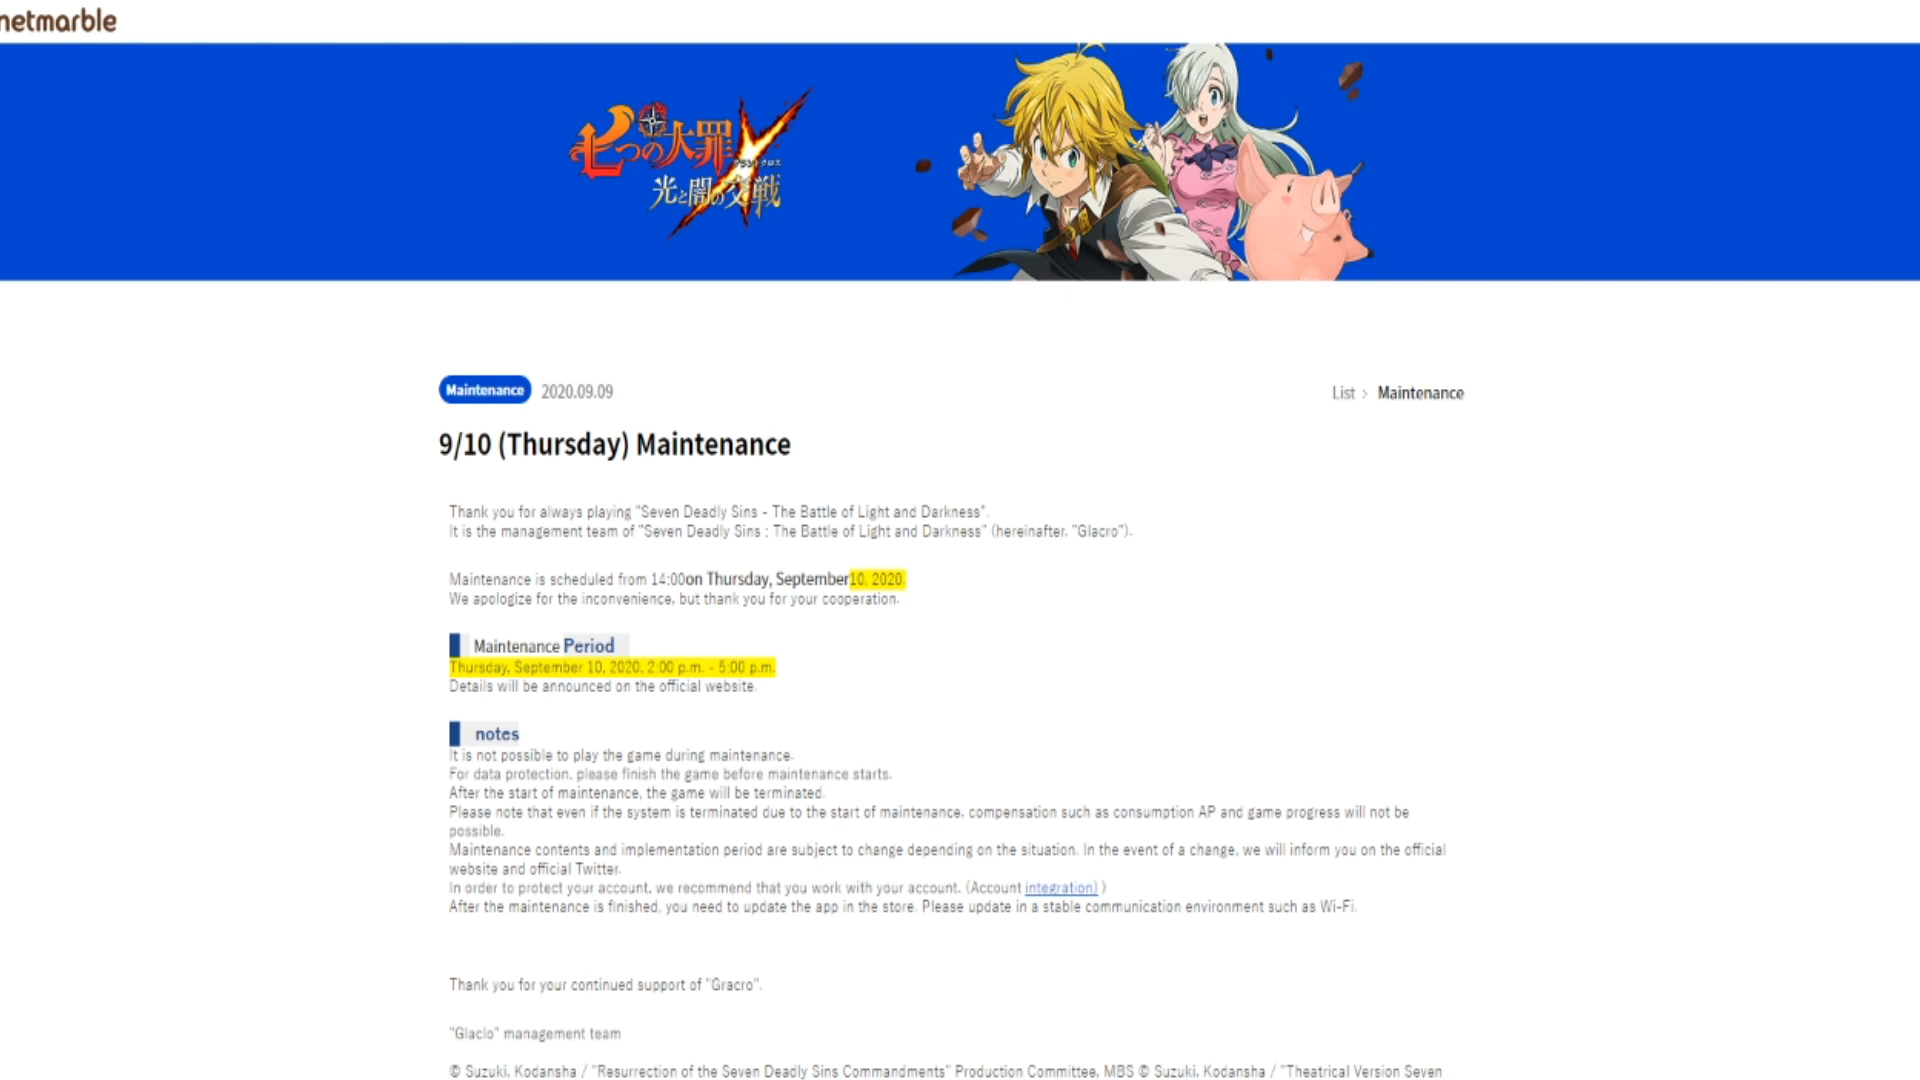 netmarble
七つの大罪
グランドクロス
光と闇の交戦
Maintenance 2020.09.09
List > Maintenance
9/10 (Thursday) Maintenance
Thank you for always playing "Seven Deadly Sins - The Battle of Light and Darkness".
It is the management team of "Seven Deadly Sins : The Battle of Light and Darkness" (hereinafter, "Glacro").
Maintenance is scheduled from 14:00on Thursday, September10, 2020.
We apologize for the inconvenience, but thank you for your cooperation.
Maintenance Period
Thursday, September 10, 2020, 2:00 p.m. - 5:00 p.m.
Details will be announced on the official website.
notes
It is not possible to play the game during maintenance.
For data protection, please finish the game before maintenance starts.
After the start of maintenance, the game will be terminated.
Please note that even if the system is terminated due to the start of maintenance, compensation such as consumption AP and game progress will not be
possible.
Maintenance contents and implementation period are subject to change depending on the situation. In the event of a change, we will inform you on the official
website and official Twitter.
In order to protect your account, we recommend that you work with your account. (Account integration) )
After the maintenance is finished, you need to update the app in the store. Please update in a stable communication environment such as Wi-Fi.
Thank you for your continued support of "Gracro".
"Glaclo" management team
© Suzuki, Kodansha / "Resurrection of the Seven Deadly Sins Commandments" Production Committee, MBS © Suzuki, Kodansha / "Theatrical Version Seven